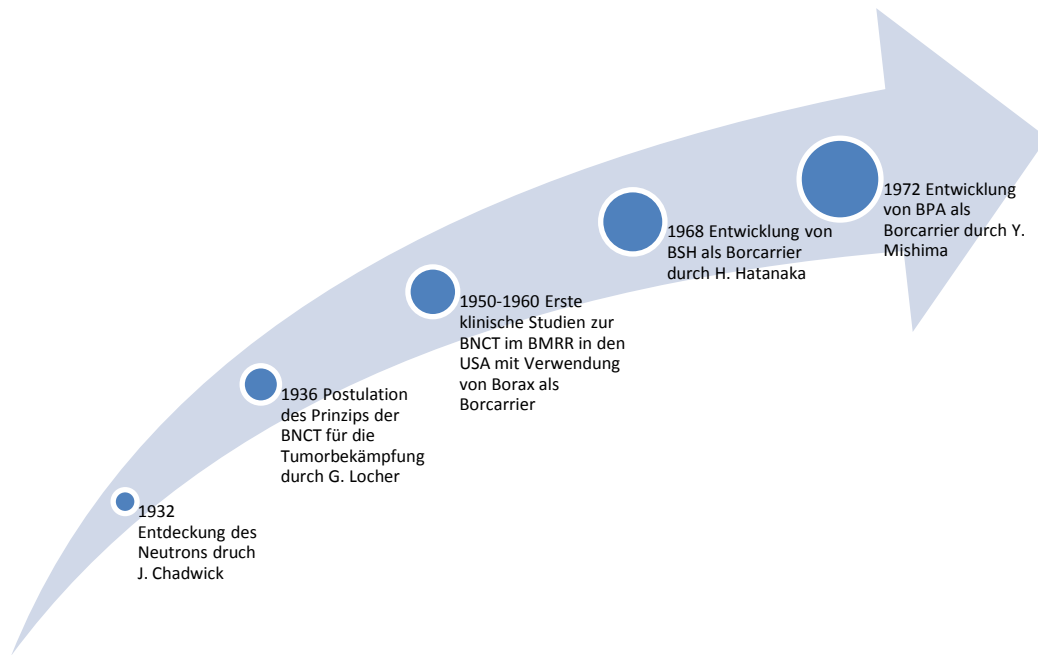 1932
Entdeckung des
Neutrons druch
J. Chadwick
1936 Postulation
des Prinzips der
BNCT für die
Tumorbekämpfung
durch G. Locher
1950-1960 Erste
klinische Studien zur
BNCT im BMRR in den
USA mit Verwendung
von Borax als
Borcarrier
1968 Entwicklung von
BSH als Borcarrier
durch H. Hatanaka
1972 Entwicklung
von BPA als
Borcarrier durch Y.
Mishima